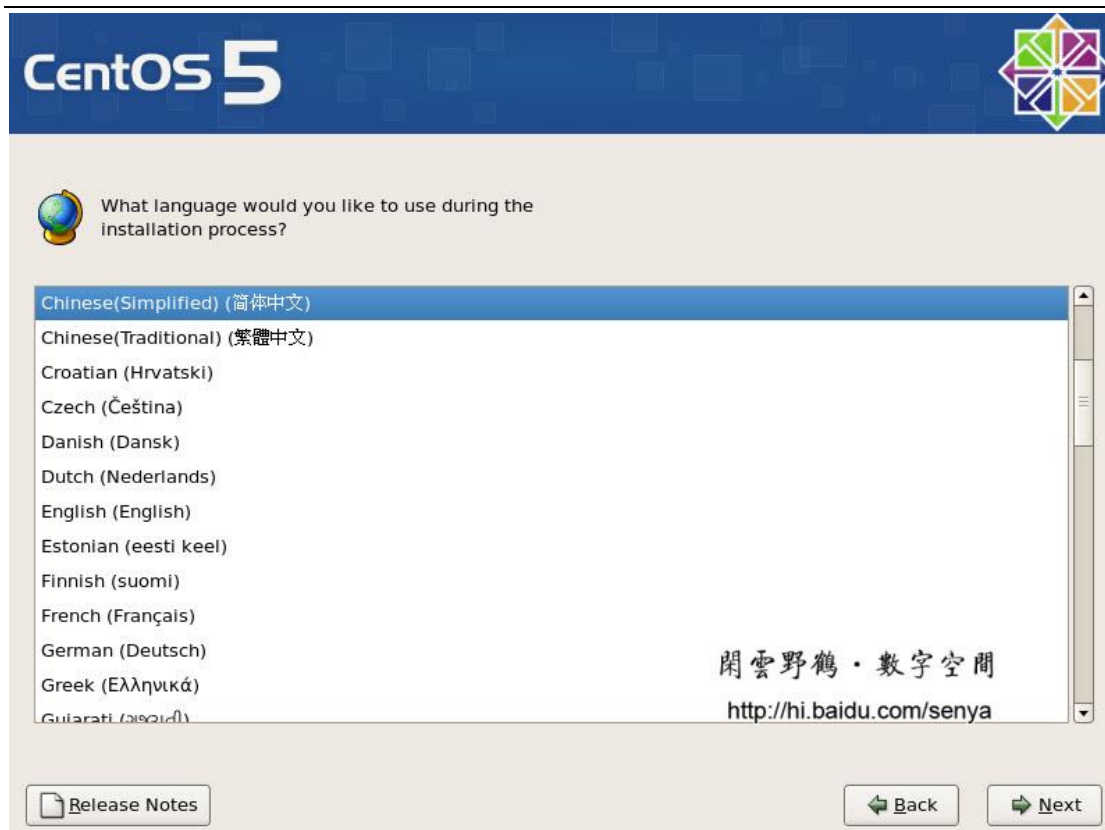 CentOS 5
What language would you like to use during the
installation process?
Chinese(Simplified) (简体中文)
Chinese(Traditional) (繁體中文)
Croatian (Hrvatski)
Czech (Čeština)
Danish (Dansk)
Dutch (Nederlands)
English (English)
Estonian (eesti keel)
Finnish (suomi)
French (Français)
German (Deutsch)
Greek (Ελληνικά)
Gujarati (ગુજરાતી)
閑雲野鶴·數字空間
http://hi.baidu.com/senya
Release Notes
Back
Next